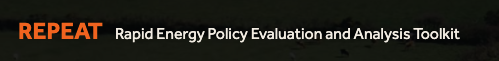 REPEAT Rapid Energy Policy Evaluation and Analysis Toolkit